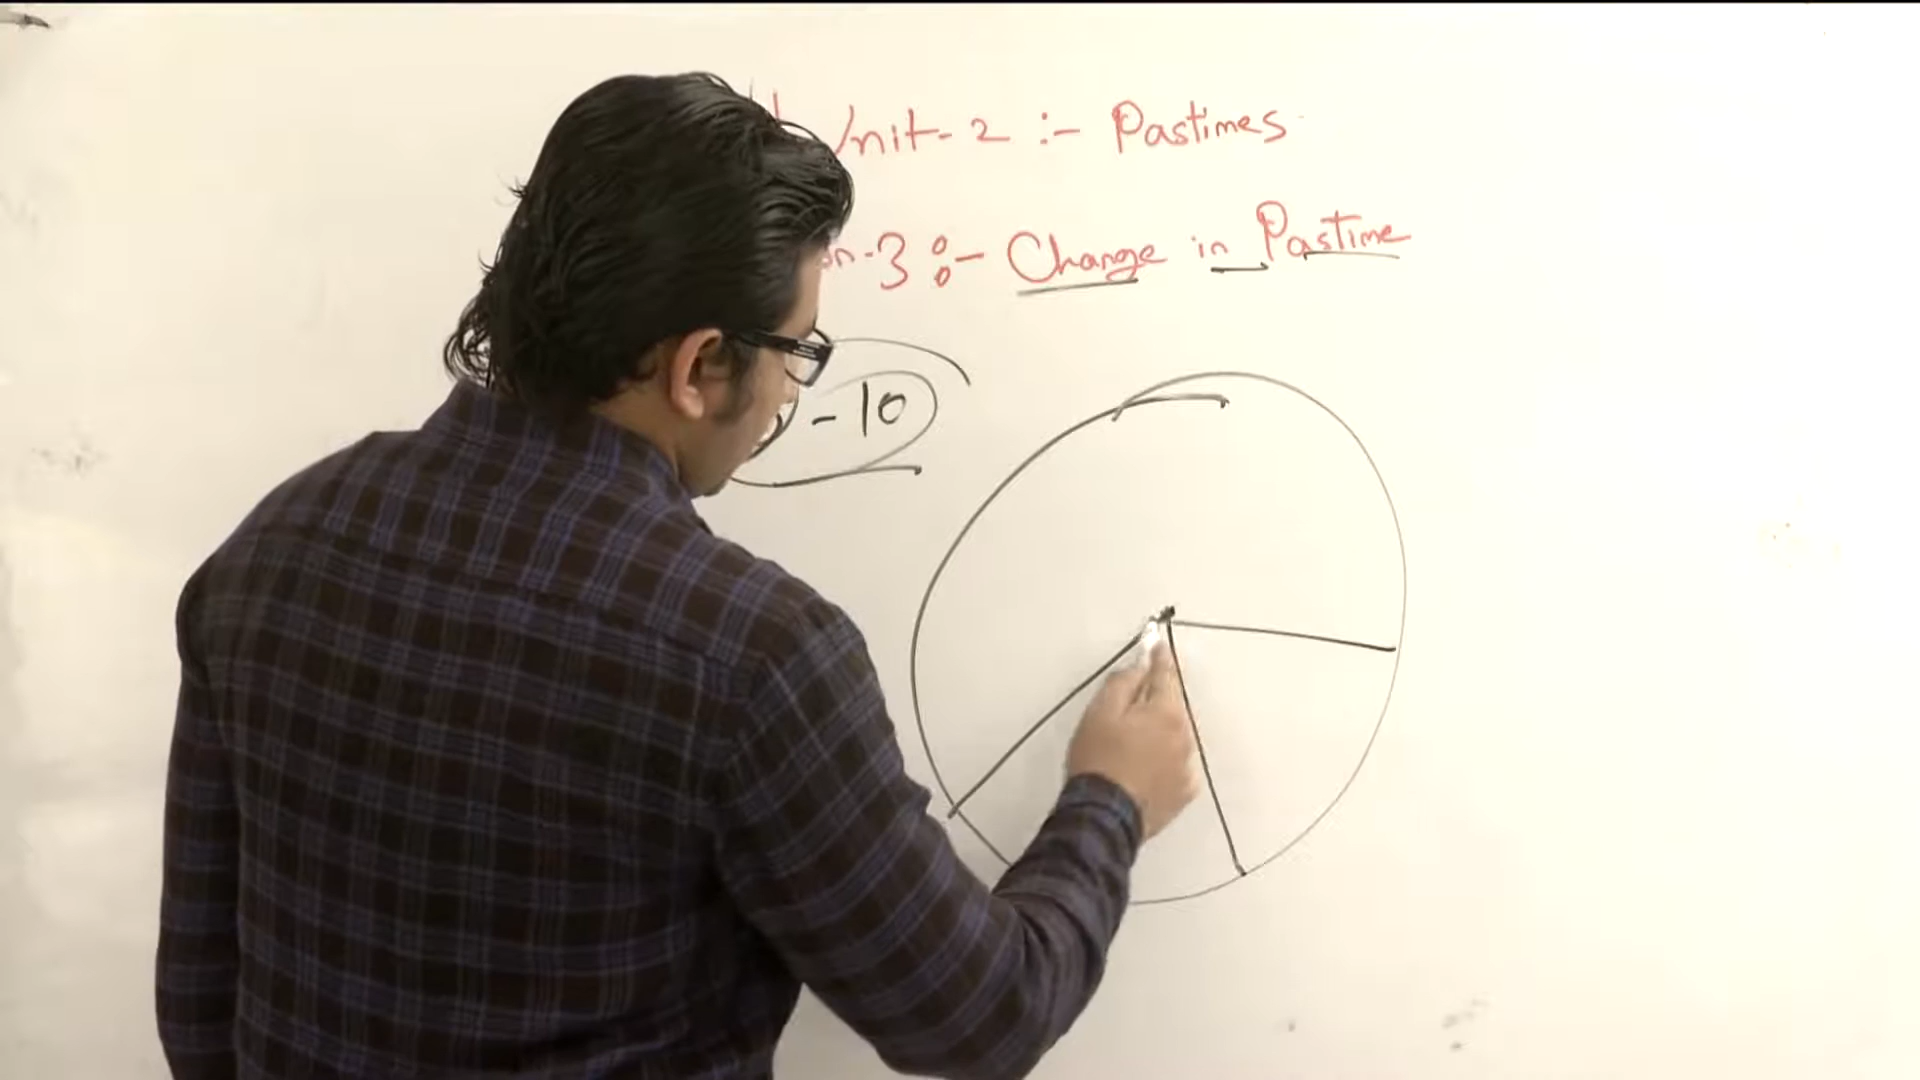 Unit-2 :- Pastimes
-3 :- Change in Pastime
- 10